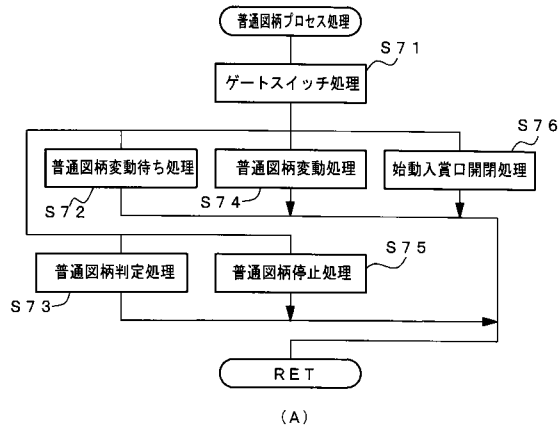 普通図柄プロセス処理
S71
ゲートスイッチ処理
S76
普通図柄変動待ち処理
普通図柄変動処理
始動入賞口開閉処理
S72
S74
S75
普通図柄判定処理
普通図柄停止処理
S73
RET
(A)